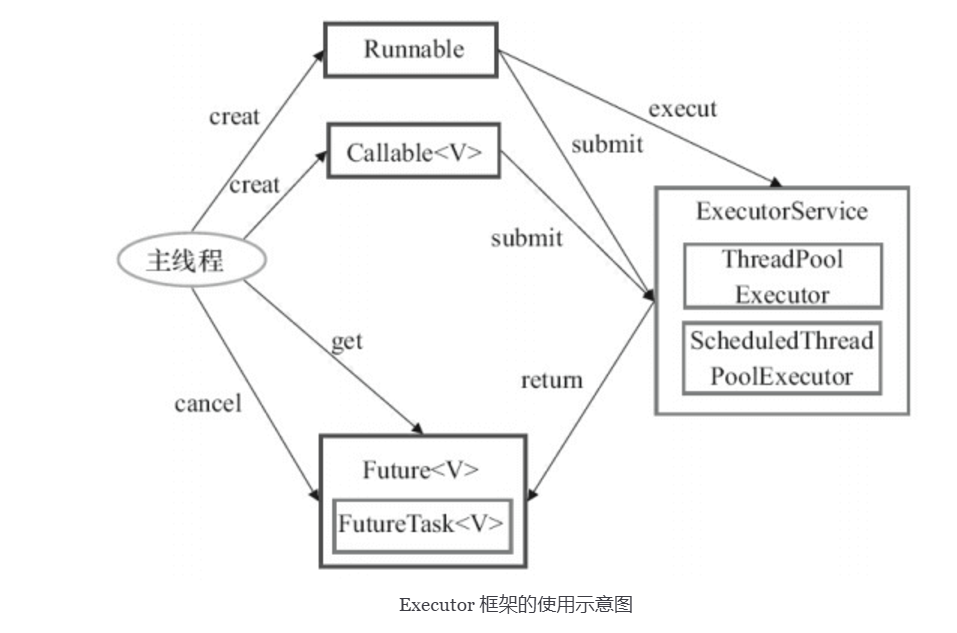 Runnable
execut
creat
submit
Callable<V>
creat
ExecutorService
submit
主线程
ThreadPool
Executor
get
ScheduledThread
PoolExecutor
return
cancel
Future<V>
FutureTask<V>
Executor 框架的使用示意图